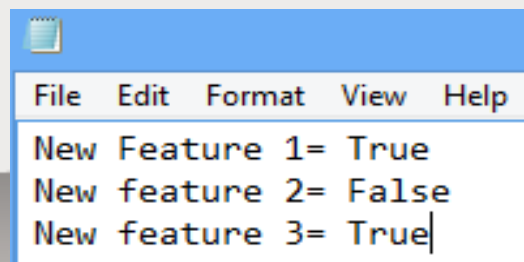 File Edit Format View Help
New Feature 1= True
New feature 2= False
New feature 3= True